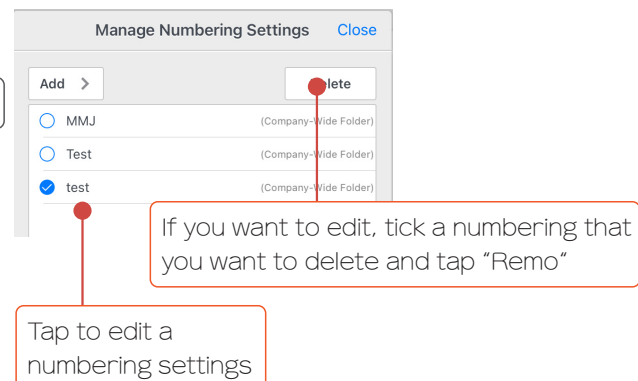 Manage Numbering Settings Close
Add >
MMJ (Company-Wide Folder)
Test (Company-Wide Folder)
test (Company-Wide Folder)
If you want to edit, tick a numbering that
you want to delete and tap “Remo“
Tap to edit a
numbering settings